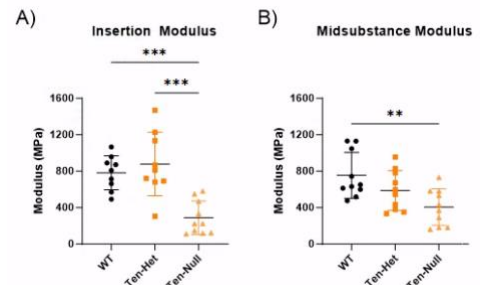 A)
Insertion Modulus
***
***
Modulus (MPa)
1600
1200
800
400
0
WT
Ten-Het
Ten-Null
B)
Midsubstance Modulus
**
Modulus (MPa)
1600
1200
800
400
0
WT
Ten-Het
Ten-Null